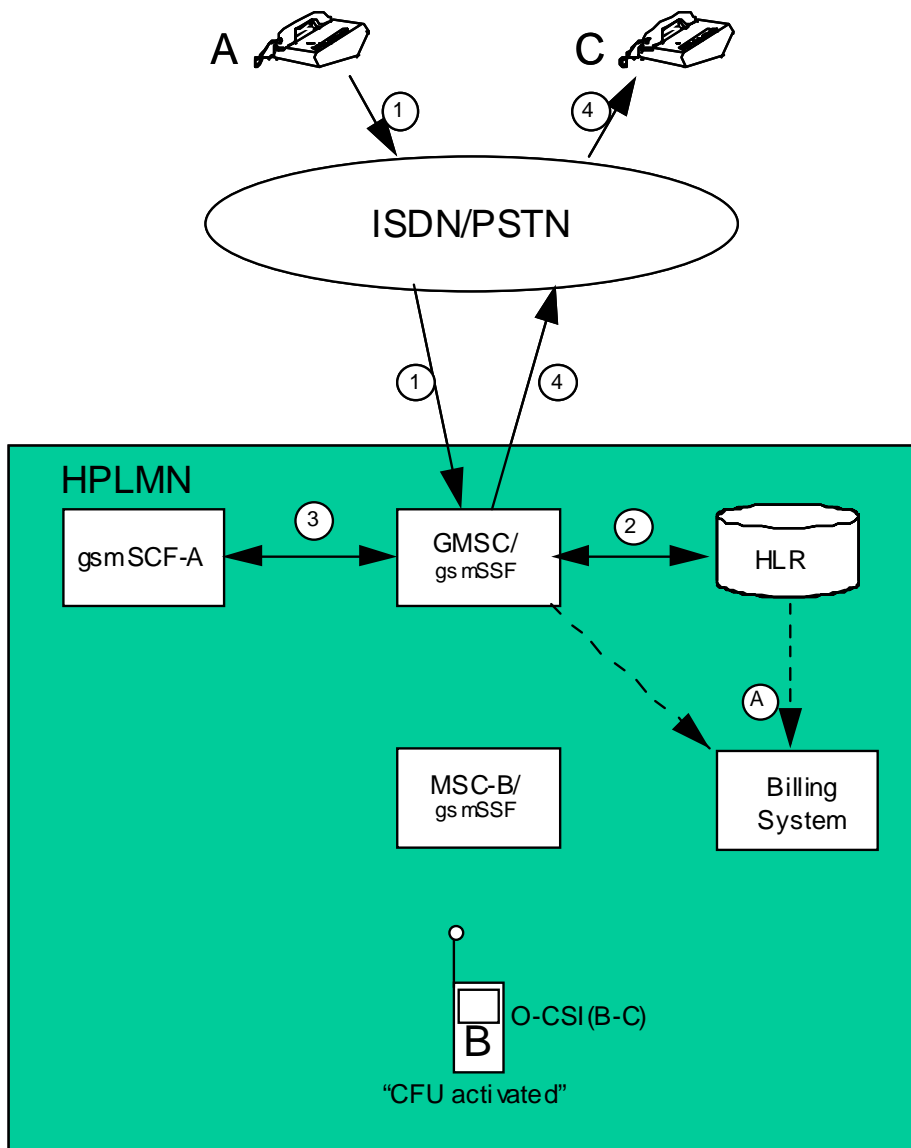 A
C
1
4
ISDN/PSTN
1
4
HPLMN
gsmSCF-A
3
GMSC/
gsmSSF
2
HLR
A
MSC-B/
gsmSSF
Billing
System
O-CSI(B-C)
B
“CFU activated”